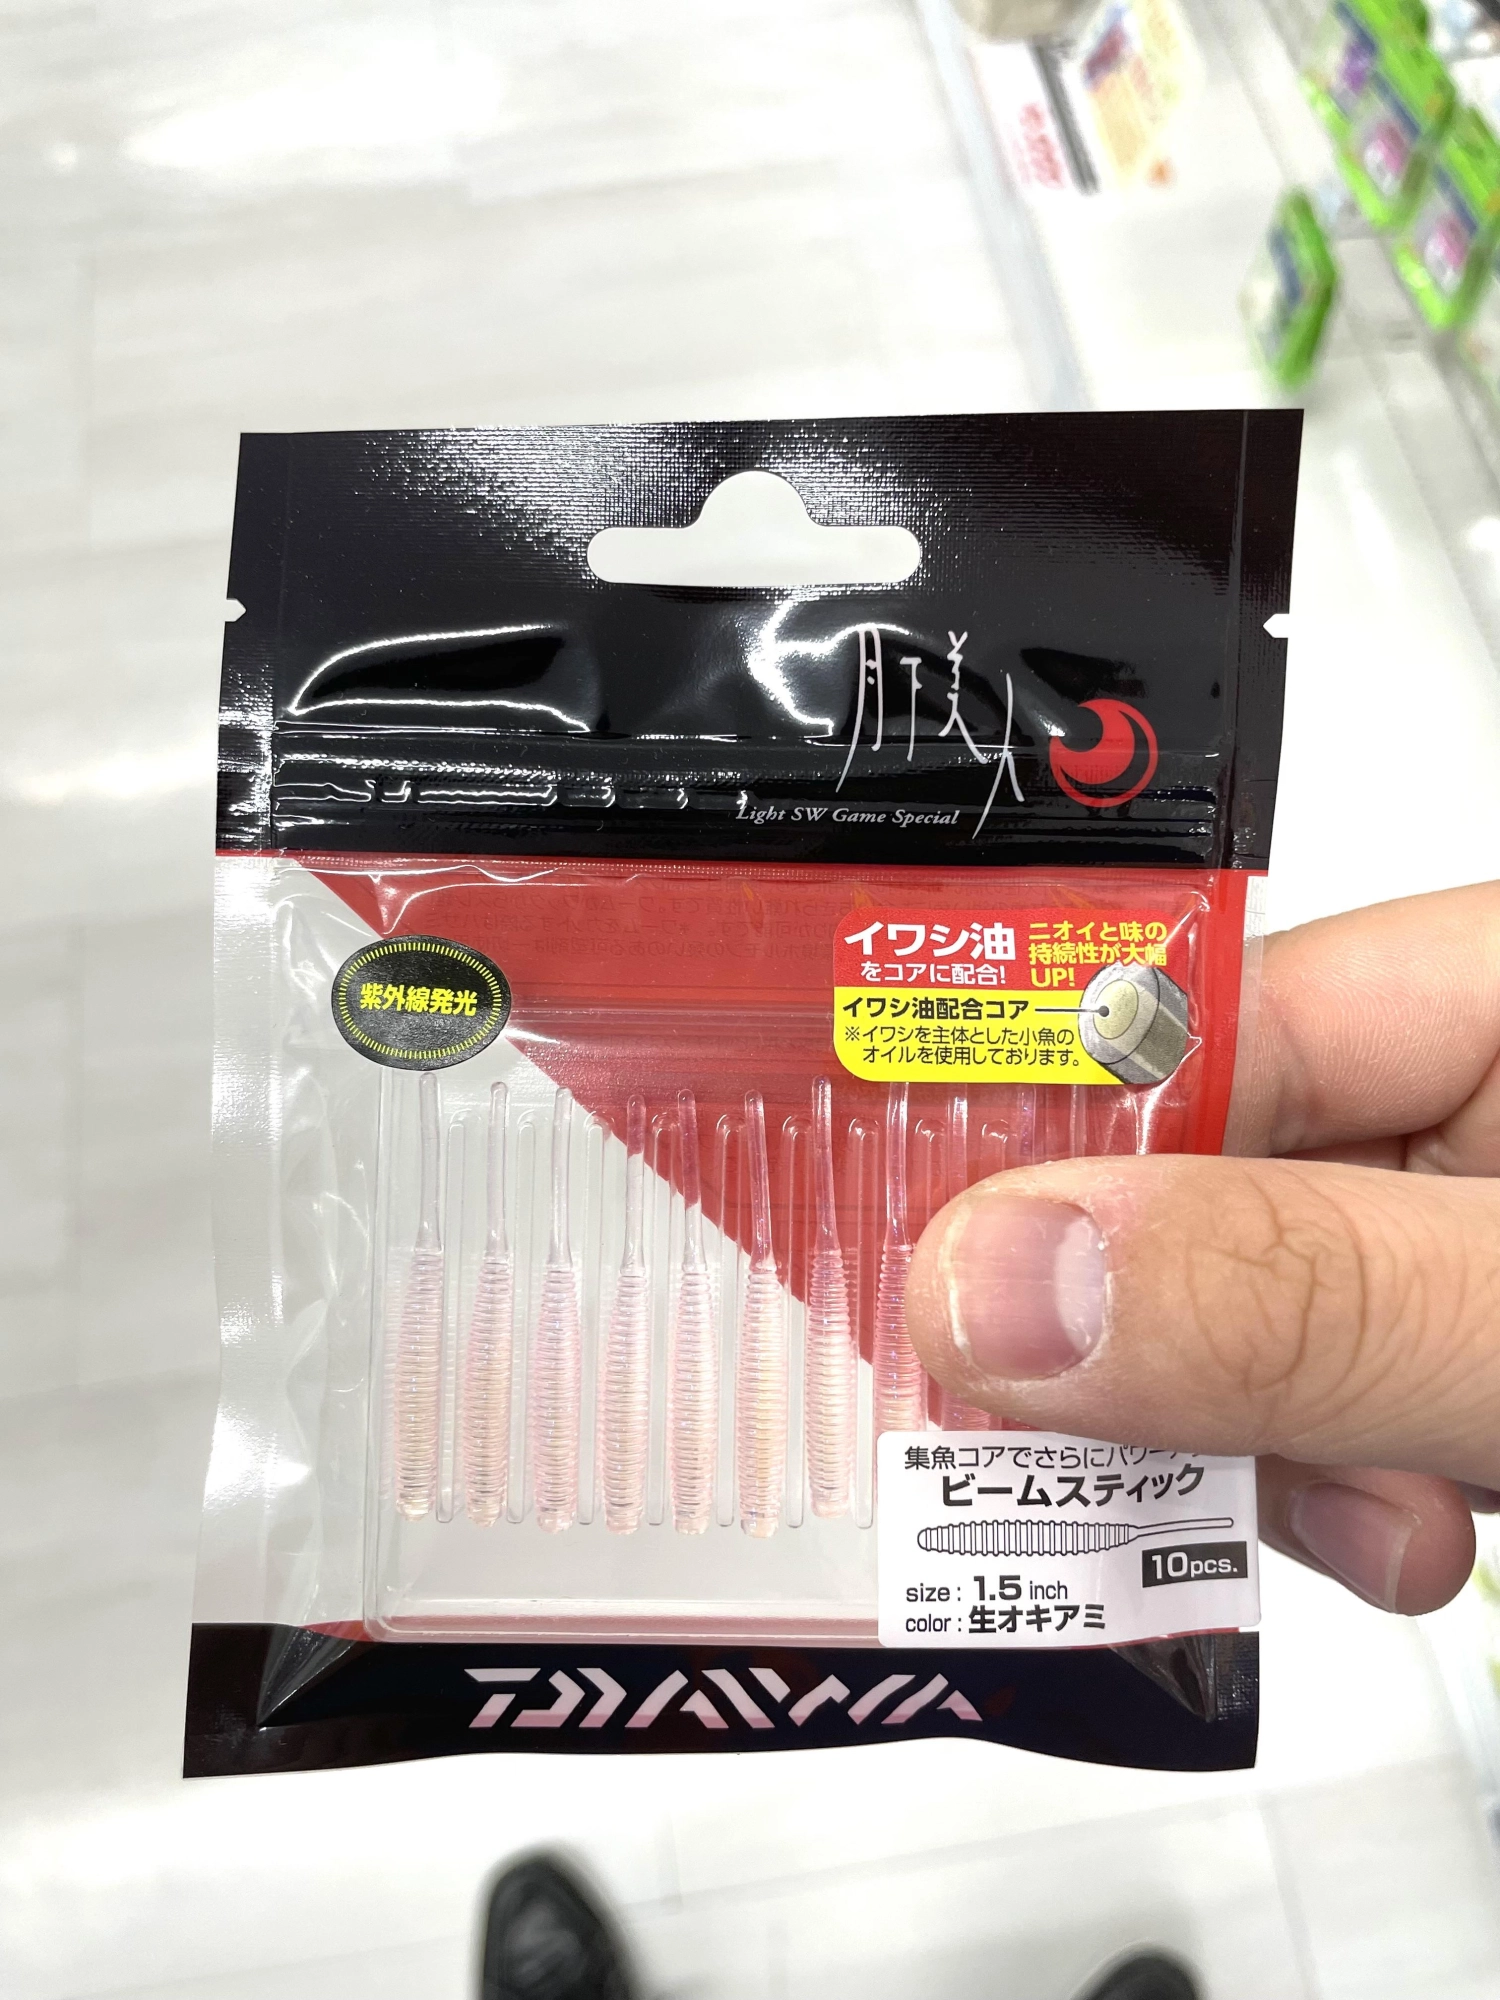 月下美人
Light SW Game Special
紫外線発光
イワシ油
をコアに配合!
ニオイと味の
持続性が大幅
UP!
イワシ油配合コア
※イワシを主体とした小魚の
オイルを使用しております。
集魚コアでさらにパワーア
ビームスティック
10pcs.
size : 1.5 inch
color : 生オキアミ
DAIWA